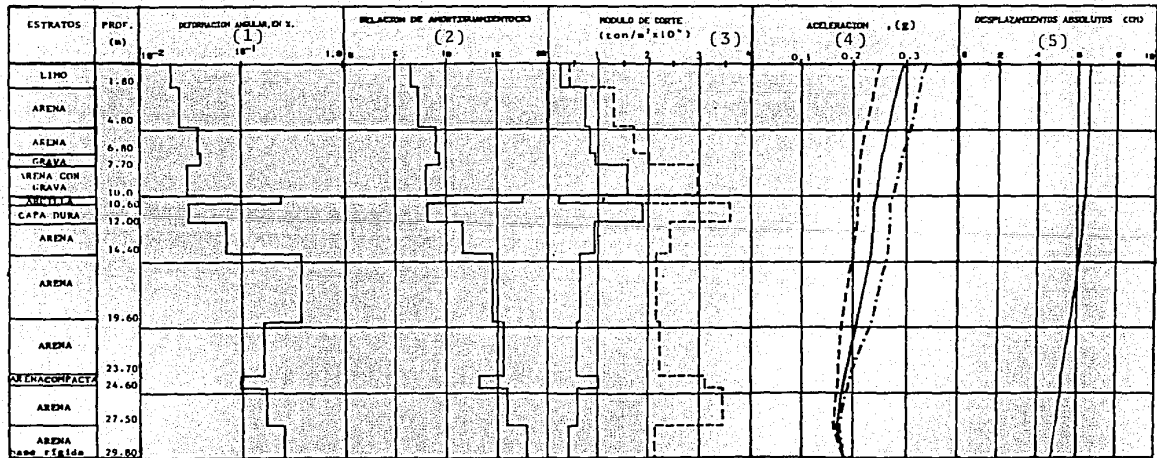 ESTRATOS
PROF. (m)
DEFORMACION ANGULAR, EN %.
(1)
10⁻² 10⁻¹ 1.0
RELACION DE AMORTIGUAMIENTO(%)
(2)
0 5 10 15 20
MODULO DE CORTE
(ton/m²x10⁴)
(3)
1 2 3
ACELERACION , (g)
(4)
0.1 0.2 0.3
DESPLAZAMIENTOS ABSOLUTOS (CM)
(5)
0 2 4 6 8 10
LIMO 1.80
ARENA 4.80
ARENA 6.80
GRAVA 7.70
ARENA CON GRAVA 10.0
ARCILLA 10.60
CAPA DURA 12.00
ARENA 14.40
ARENA 19.60
ARENA 23.70
ARENACOMPACTA 24.60
ARENA 27.50
ARENA
base rígida 29.80